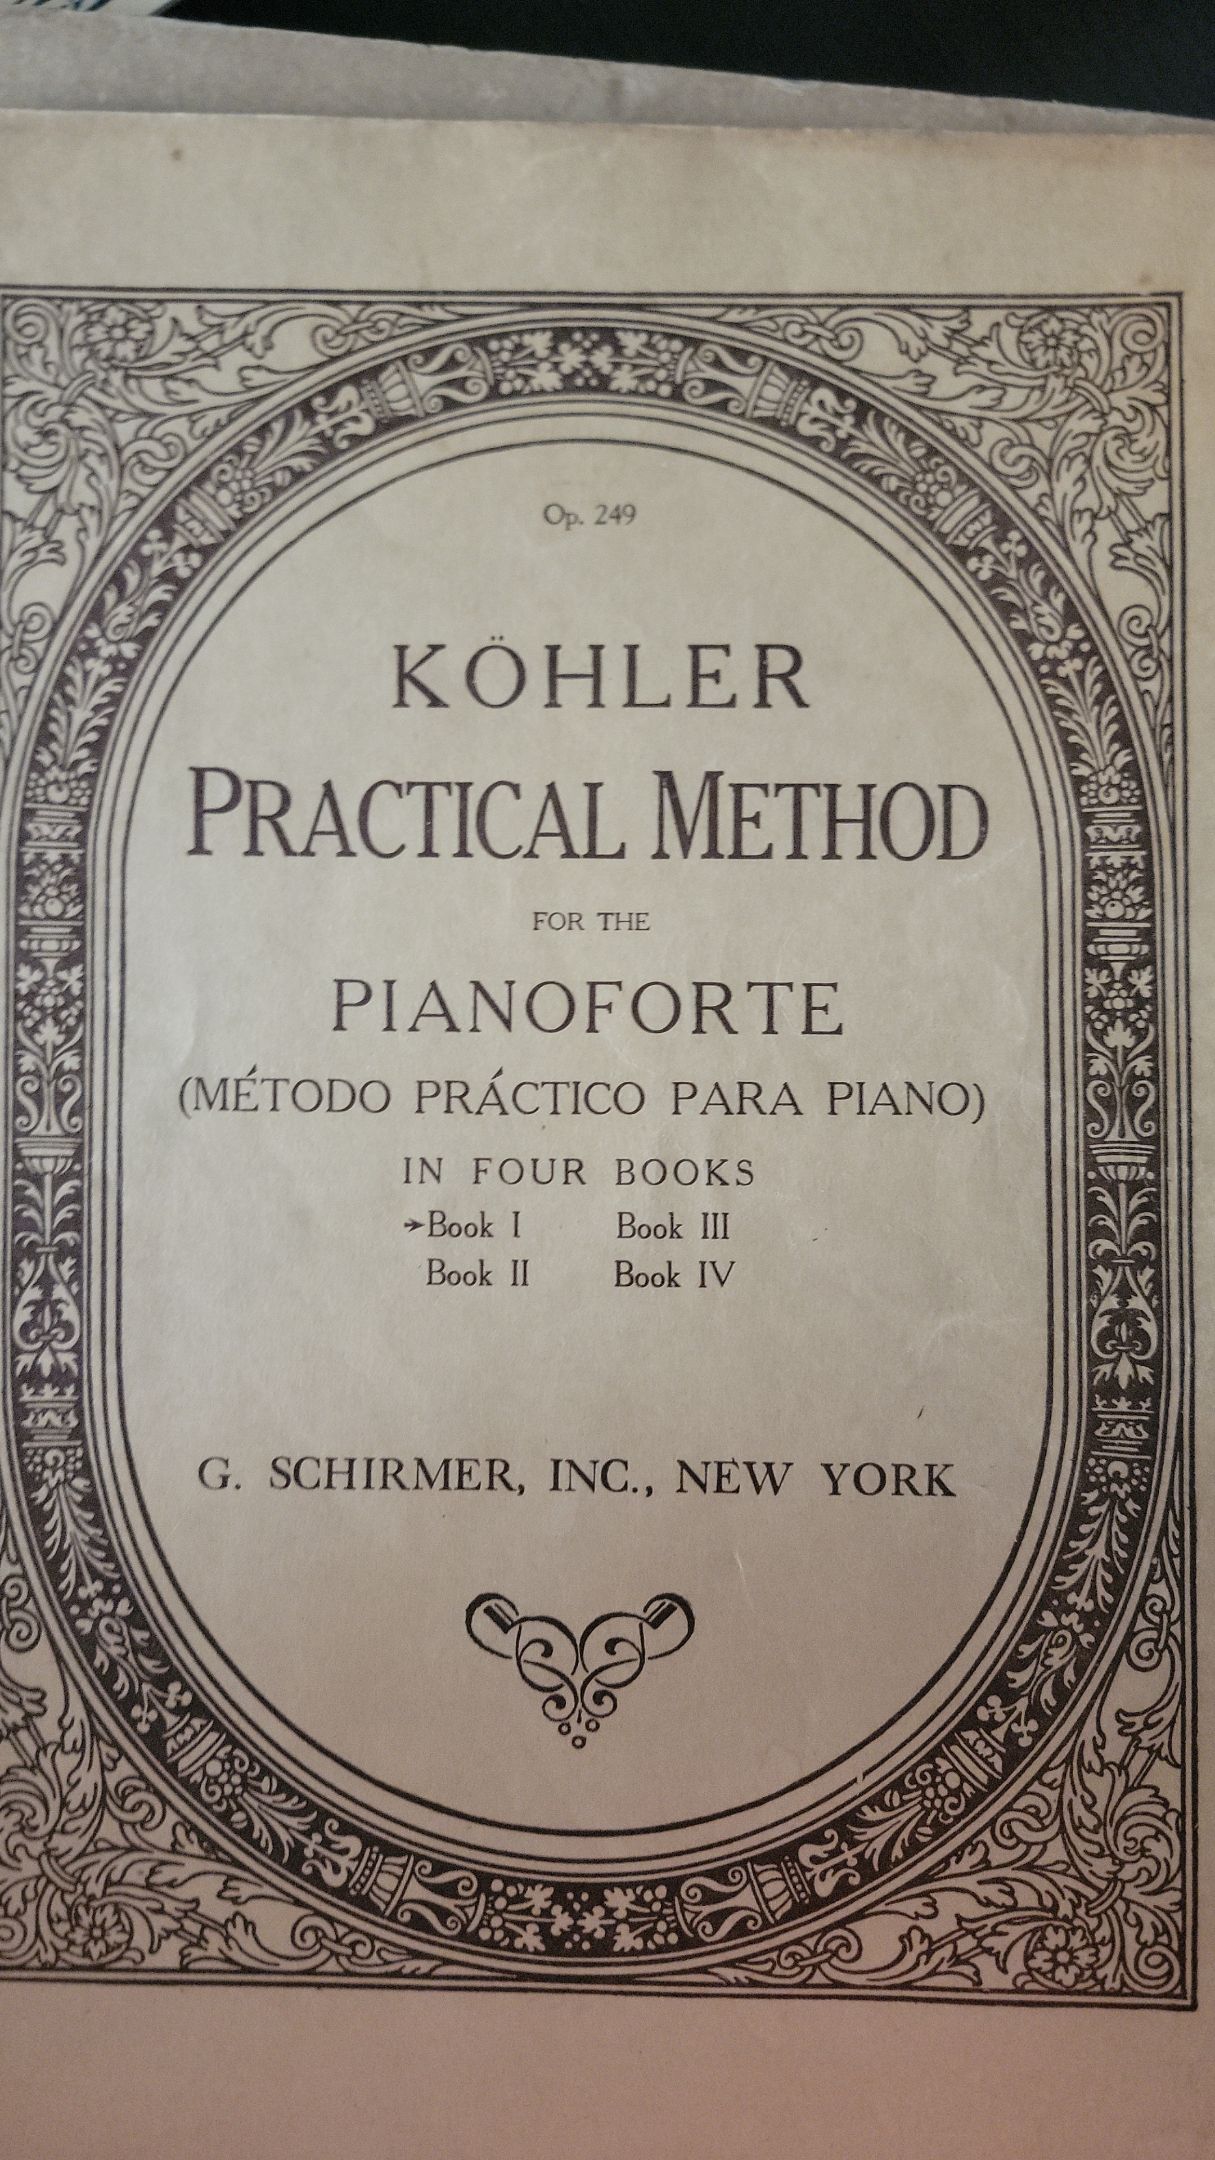 Op. 249
KÖHLER
PRACTICAL METHOD
FOR THE
PIANOFORTE
(MÉTODO PRÁCTICO PARA PIANO)
IN FOUR BOOKS
➛Book I Book III
Book II Book IV
G. SCHIRMER, INC., NEW YORK